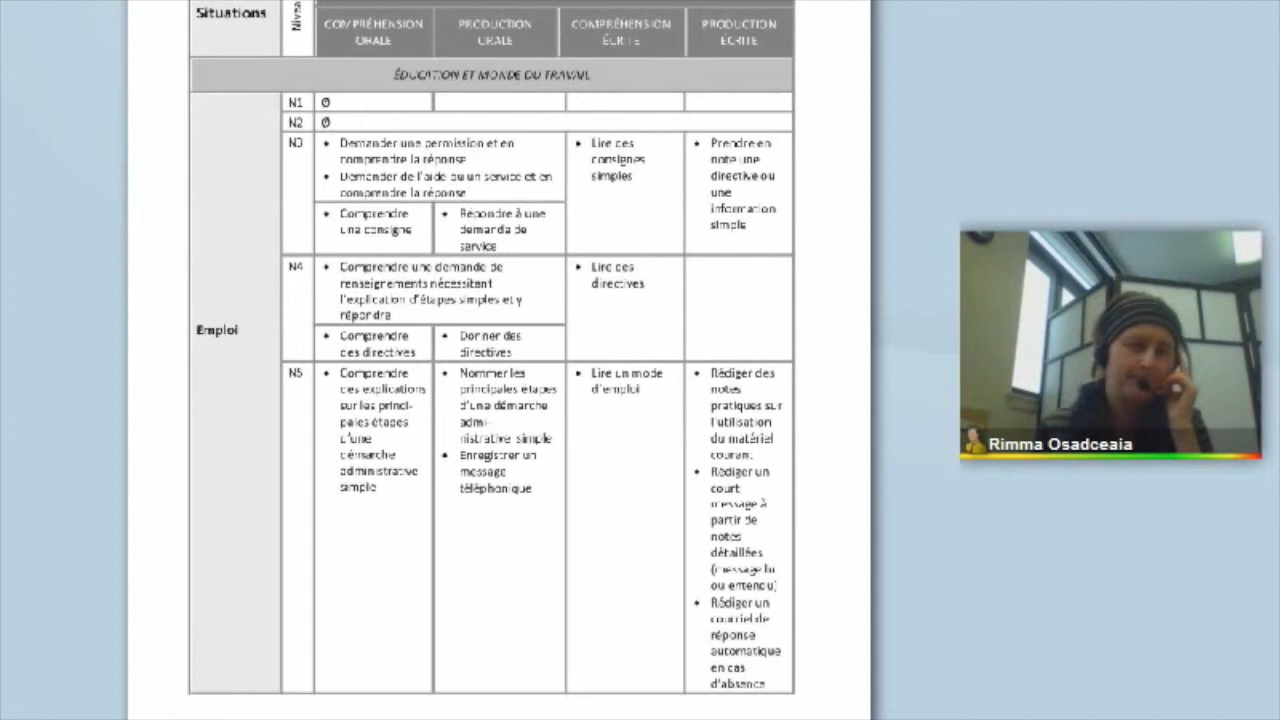 Situations
Nivea
COMPRÉHENSION
ORALE
PRODUCTION
ORALE
COMPRÉHENSION
ÉCRITE
PRODUCTION
ÉCRITE
ÉDUCATION ET MONDE DU TRAVAIL
Emploi
N1
Ø
N2
Ø
N3
• Demander une permission et en
comprendre la réponse
• Demander de l'aide ou un service et en
comprendre la réponse
• Comprendre
une consigne
• Répondre à une
demande de
service
• Lire des
consignes
simples
• Prendre en
note une
directive ou
une
information
simple
N4
• Comprendre une demande de
renseignements nécessitant
l'explication d'étapes simples et y
répondre
• Comprendre
des directives
• Donner des
directives
• Lire des
directives
N5
• Comprendre
des explications
sur les princi-
pales étapes
d'une
démarche
administrative
simple
• Nommer les
principales étapes
d'une démarche
admi-
nistrative simple
• Enregistrer un
message
téléphonique
• Lire un mode
d'emploi
• Rédiger des
notes
pratiques sur
l'utilisation
du matériel
courant
• Rédiger un
court
message à
partir de
notes
détaillées
(message lu
ou entendu)
• Rédiger un
courriel de
réponse
automatique
en cas
d'absence
Rimma Osadceaia